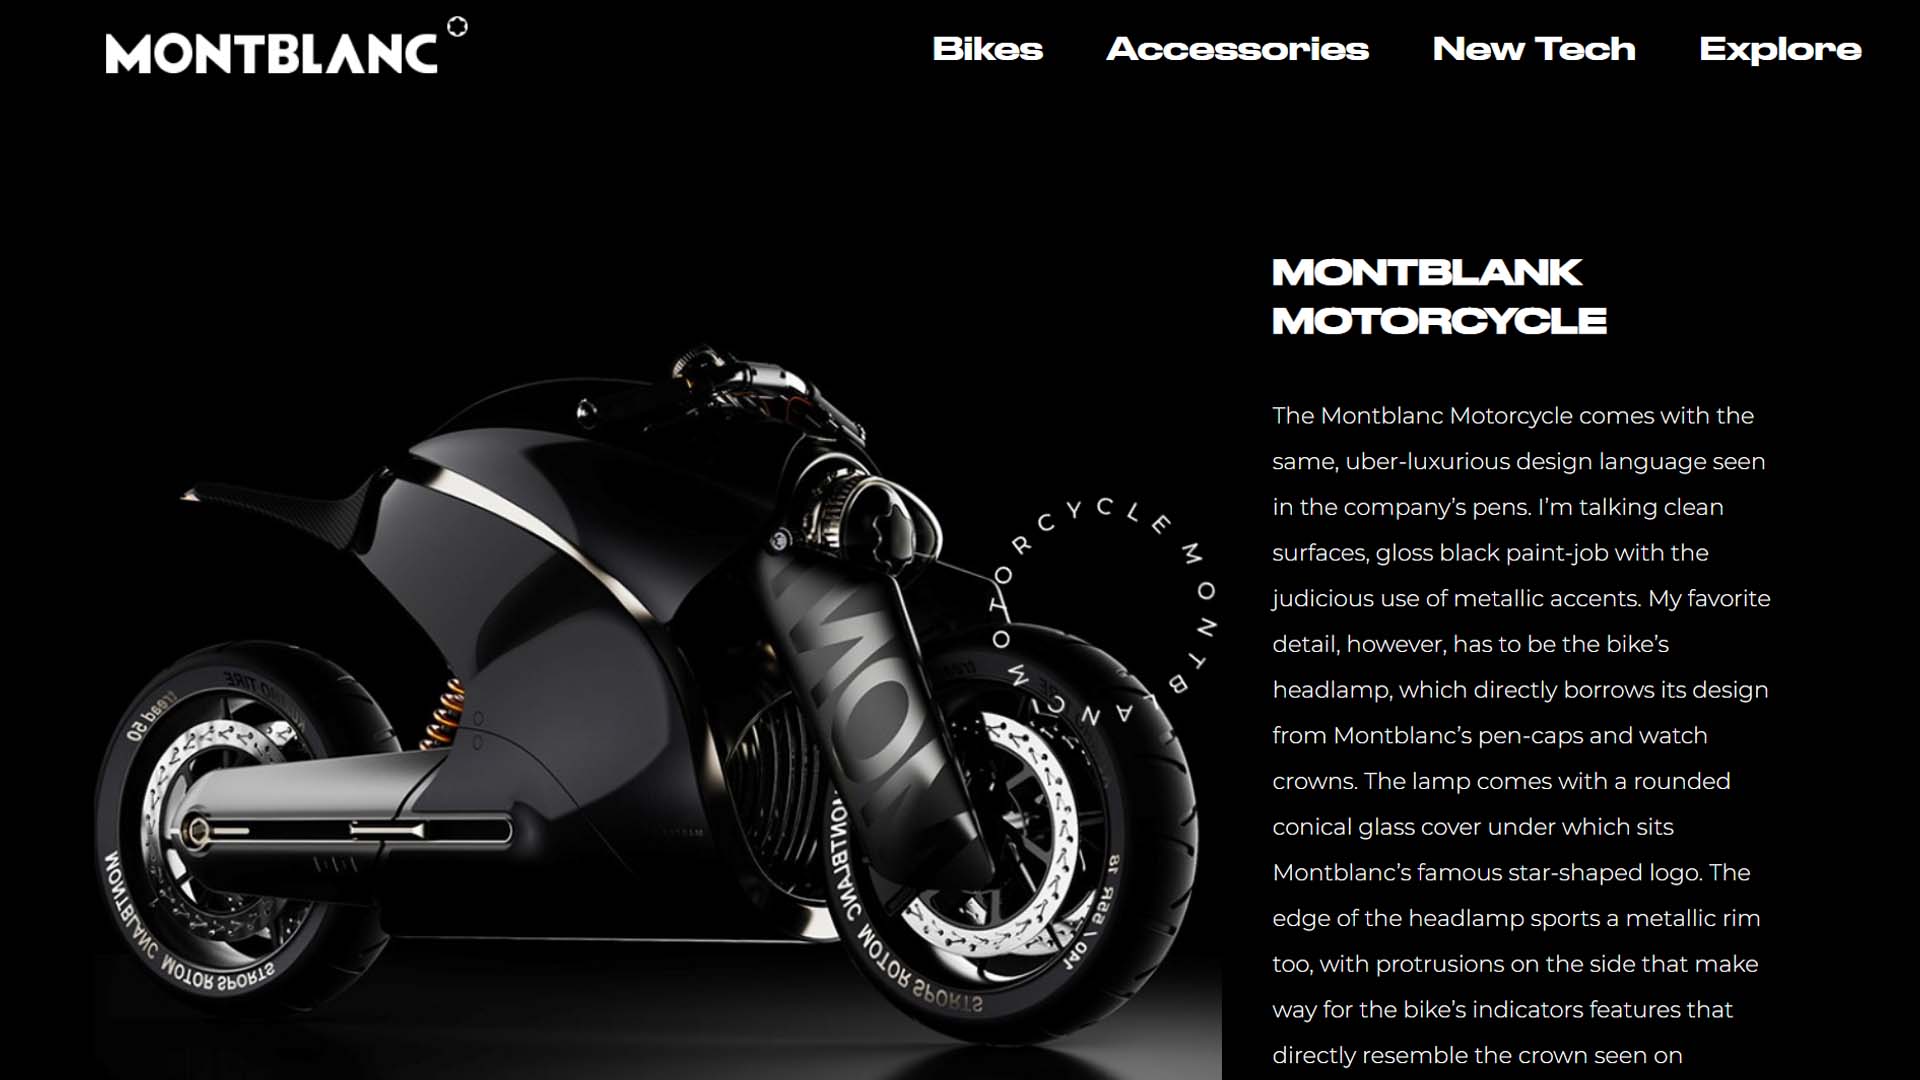 MONTBLANC
Bikes Accessories New Tech Explore
MONTBLANK
MOTORCYCLE
The Montblanc Motorcycle comes with the
same, uber-luxurious design language seen
in the company’s pens. I’m talking clean
surfaces, gloss black paint-job with the
judicious use of metallic accents. My favorite
detail, however, has to be the bike’s
headlamp, which directly borrows its design
from Montblanc’s pen-caps and watch
crowns. The lamp comes with a rounded
conical glass cover under which sits
Montblanc’s famous star-shaped logo. The
edge of the headlamp sports a metallic rim
too, with protrusions on the side that make
way for the bike’s indicators features that
directly resemble the crown seen on
MOTORCYCLE MONTBLANC
tread 50
MONTBLANC MOTOR SPORTS
MONTBLANC MOTOR SPORTS